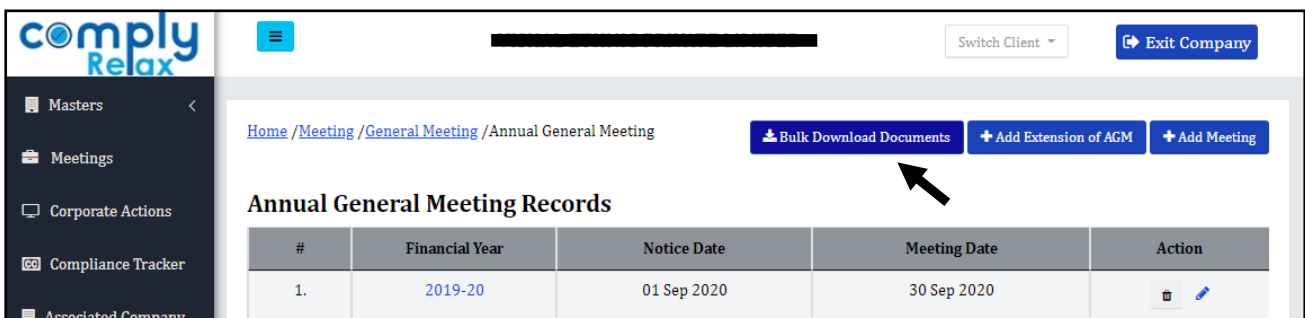 comply
Relax
Switch Client
Exit Company
Masters
Meetings
Corporate Actions
CC Compliance Tracker
Associated Company
Home /Meeting /General Meeting /Annual General Meeting
Bulk Download Documents
Add Extension of AGM
Add Meeting
Annual General Meeting Records
# Financial Year Notice Date Meeting Date Action
1. 2019-20 01 Sep 2020 30 Sep 2020